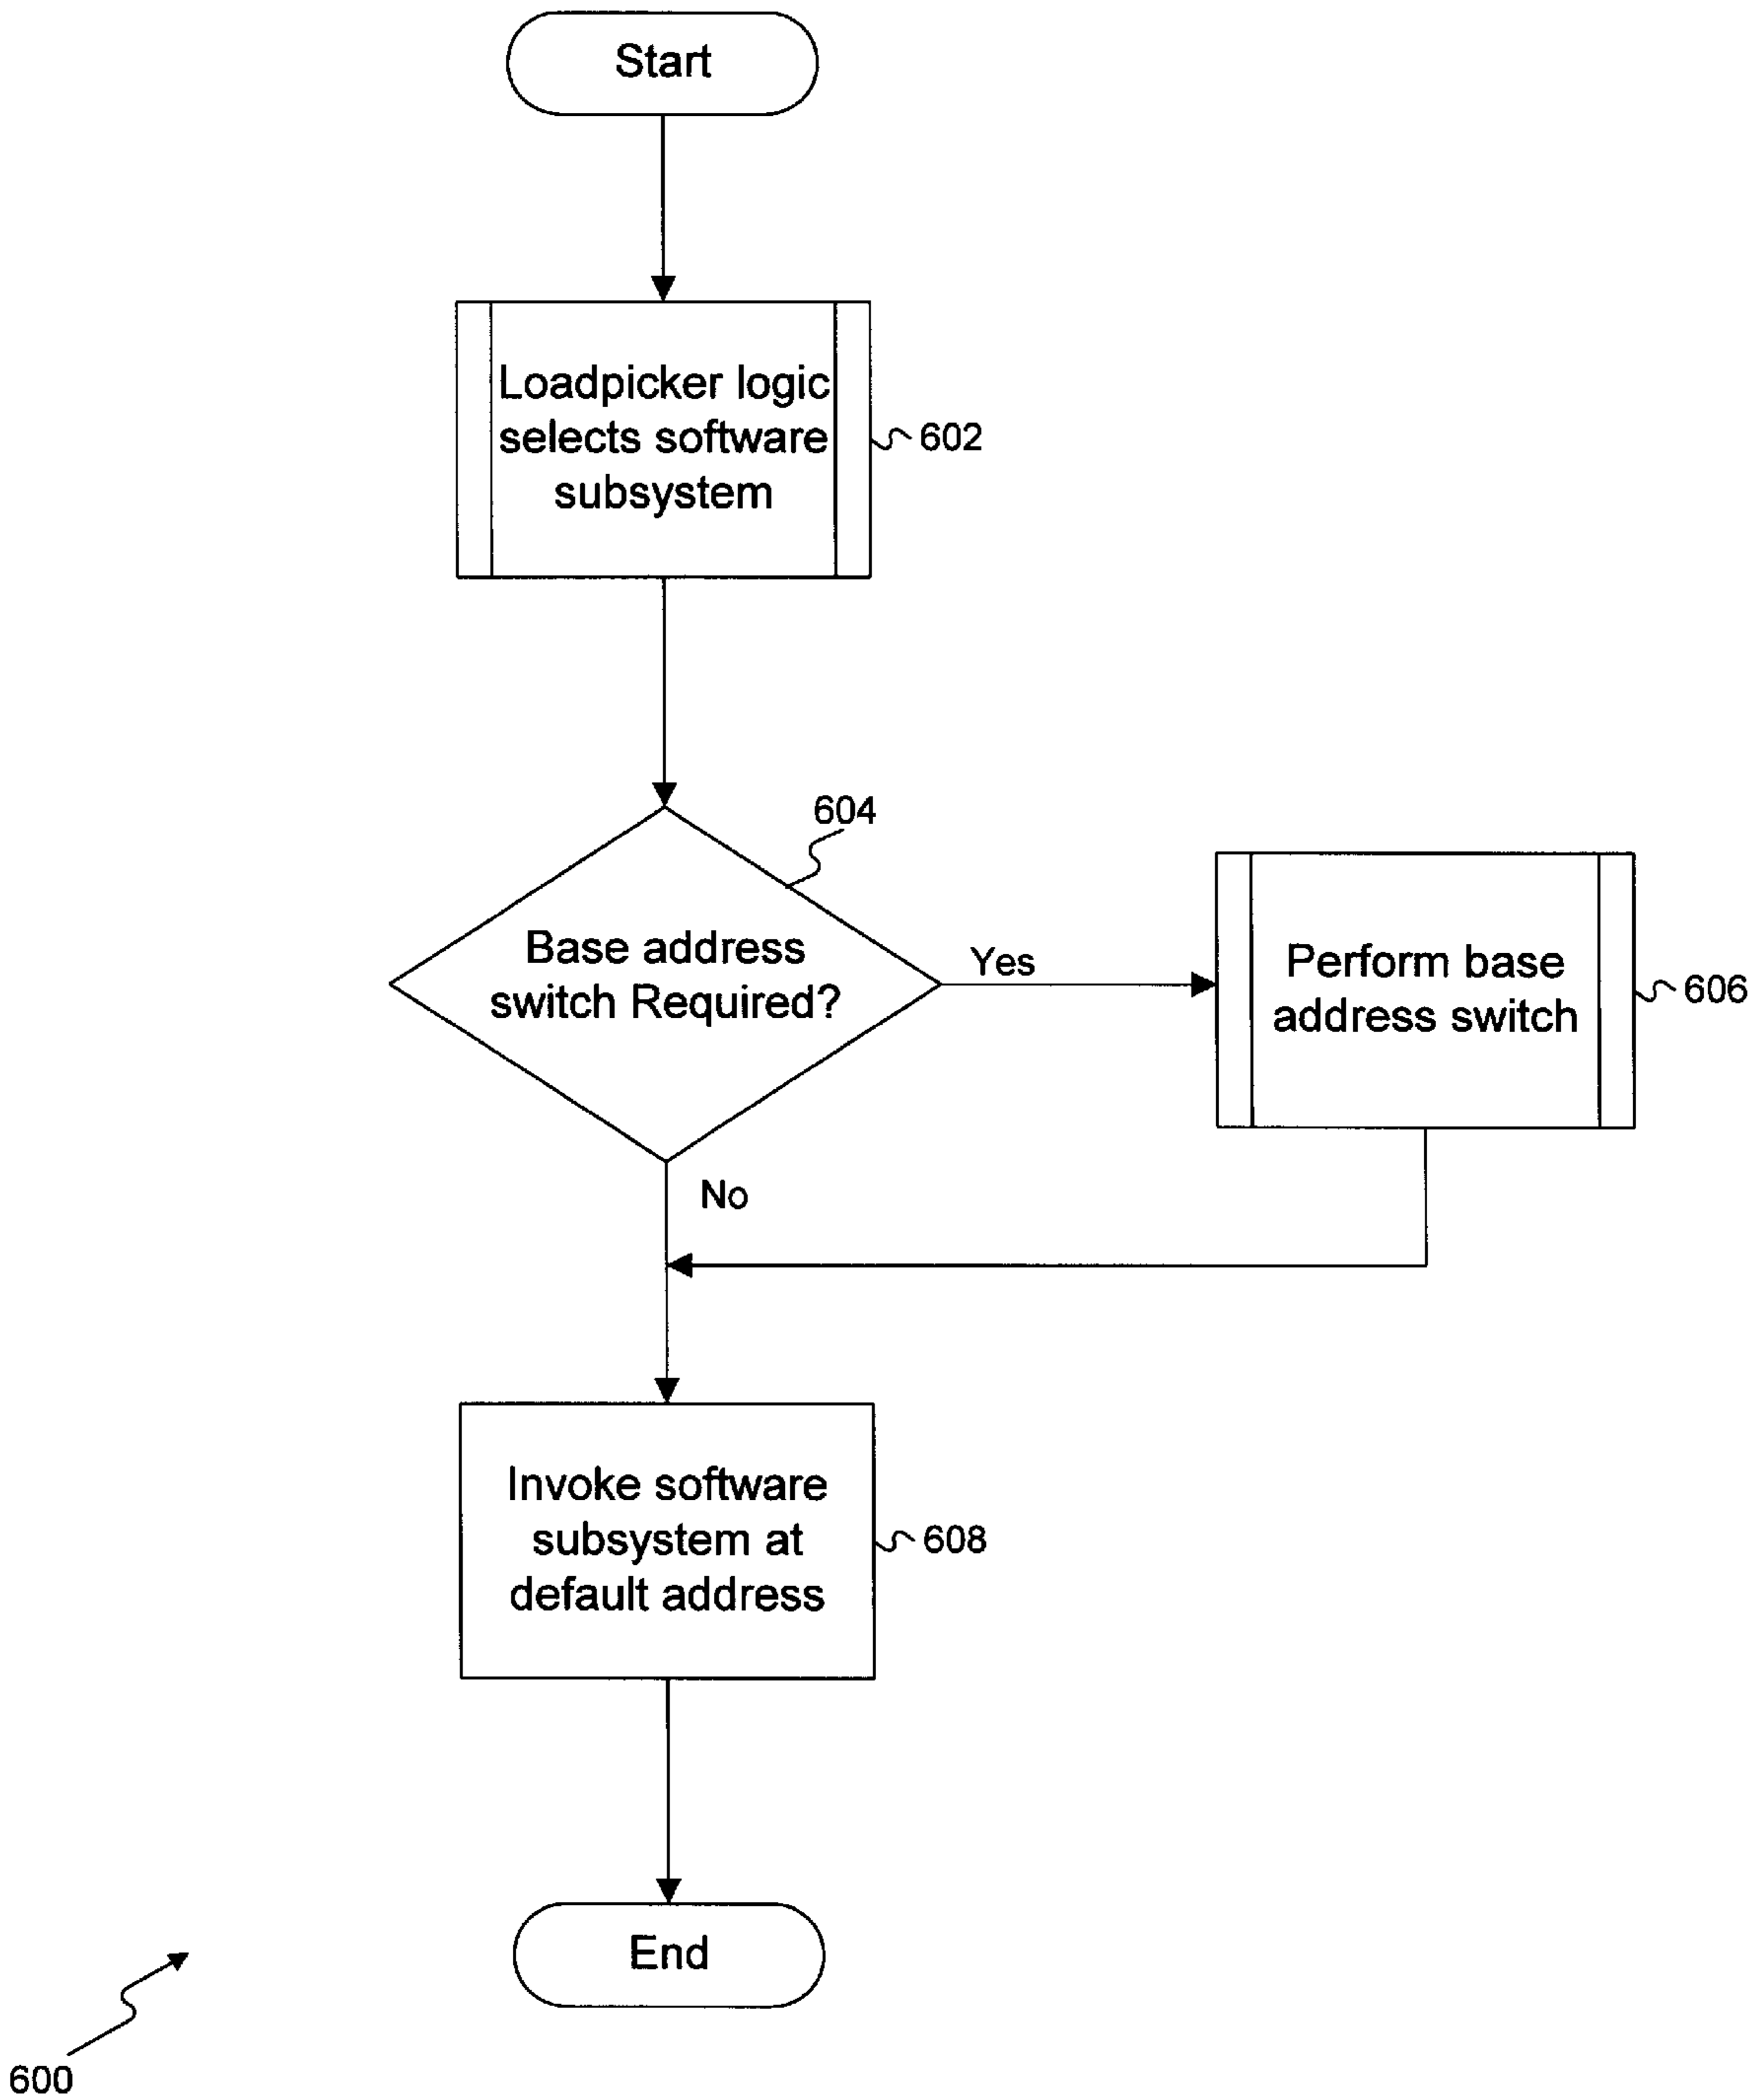 Start
Loadpicker logic
selects software
subsystem
602
604
Base address
switch Required?
Yes
Perform base
address switch
606
No
Invoke software
subsystem at
default address
608
End
600